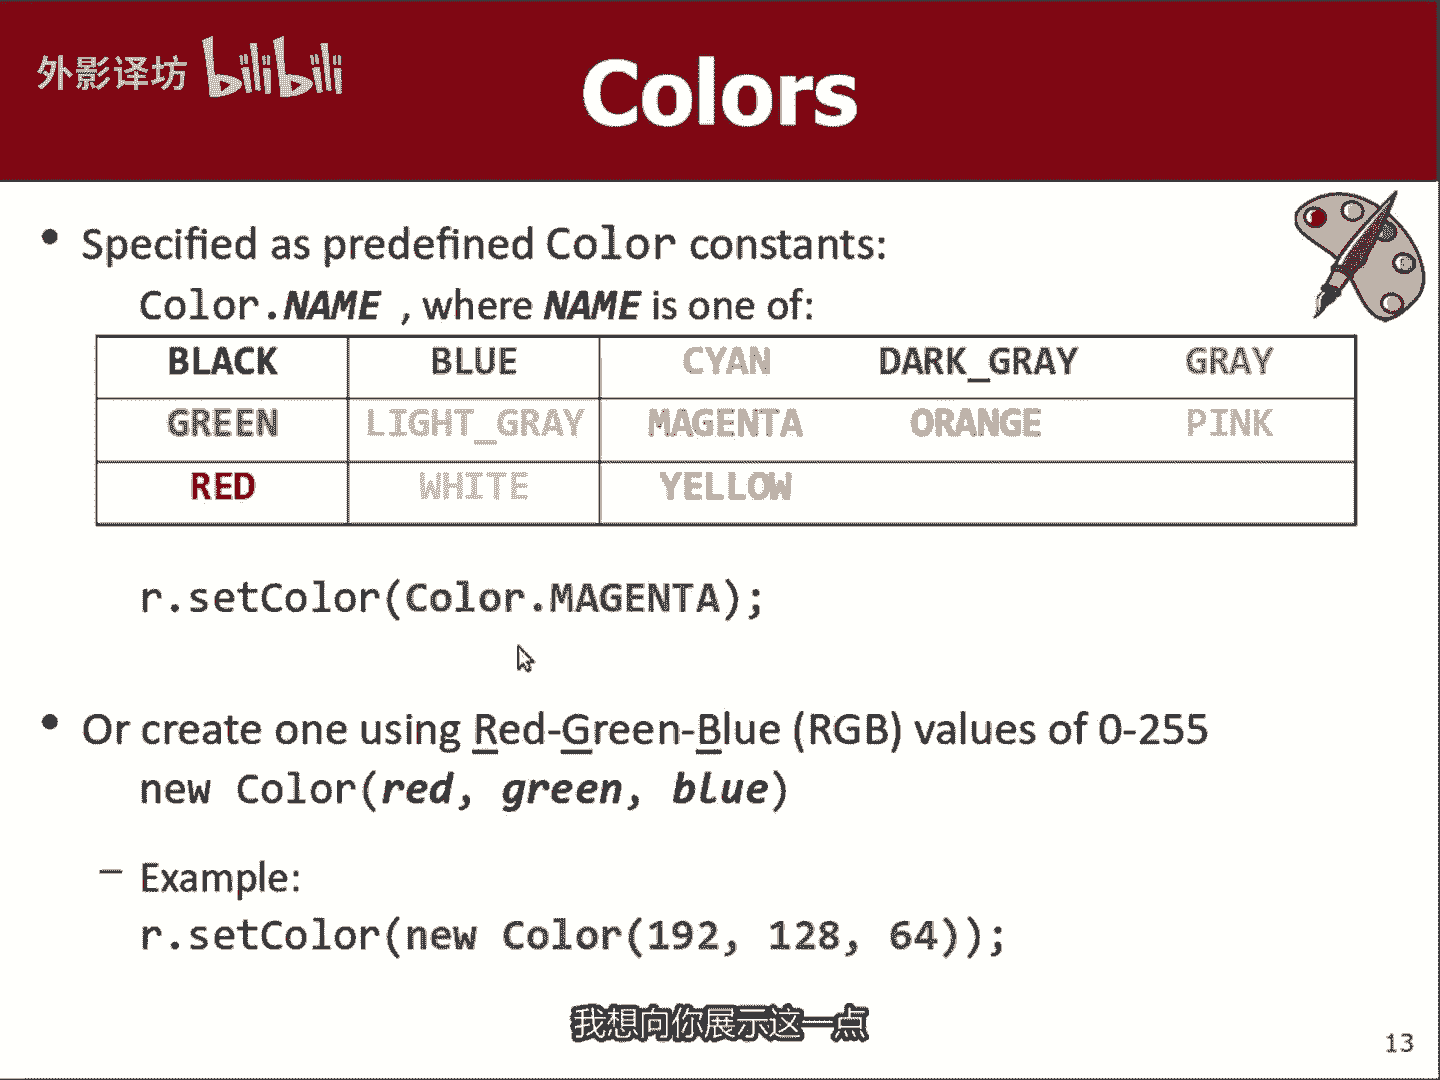 外影译坊 bilibili
Colors
• Specified as predefined Color constants:
Color.NAME , where NAME is one of:
BLACK BLUE CYAN DARK_GRAY GRAY
GREEN LIGHT_GRAY MAGENTA ORANGE PINK
RED WHITE YELLOW
r.setColor(Color.MAGENTA);
• Or create one using Red-Green-Blue (RGB) values of 0-255
new Color(red, green, blue)
– Example:
r.setColor(new Color(192, 128, 64));
我想向你展示这一点
13